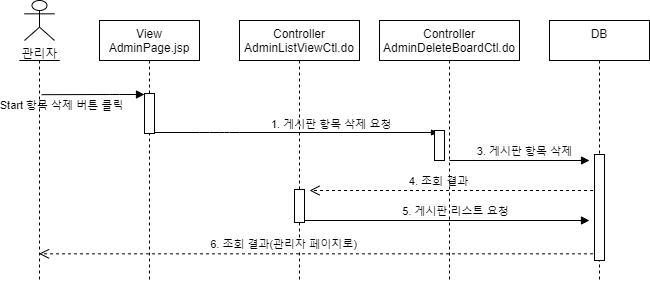 관리자
View
AdminPage.jsp
Controller
AdminListViewCtl.do
Controller
AdminDeleteBoardCtl.do
DB
Start 항목 삭제 버튼 클릭
1. 게시판 항목 삭제 요청
3. 게시판 항목 삭제
4. 조회 결과
5. 게시판 리스트 요청
6. 조회 결과(관리자 페이지로)